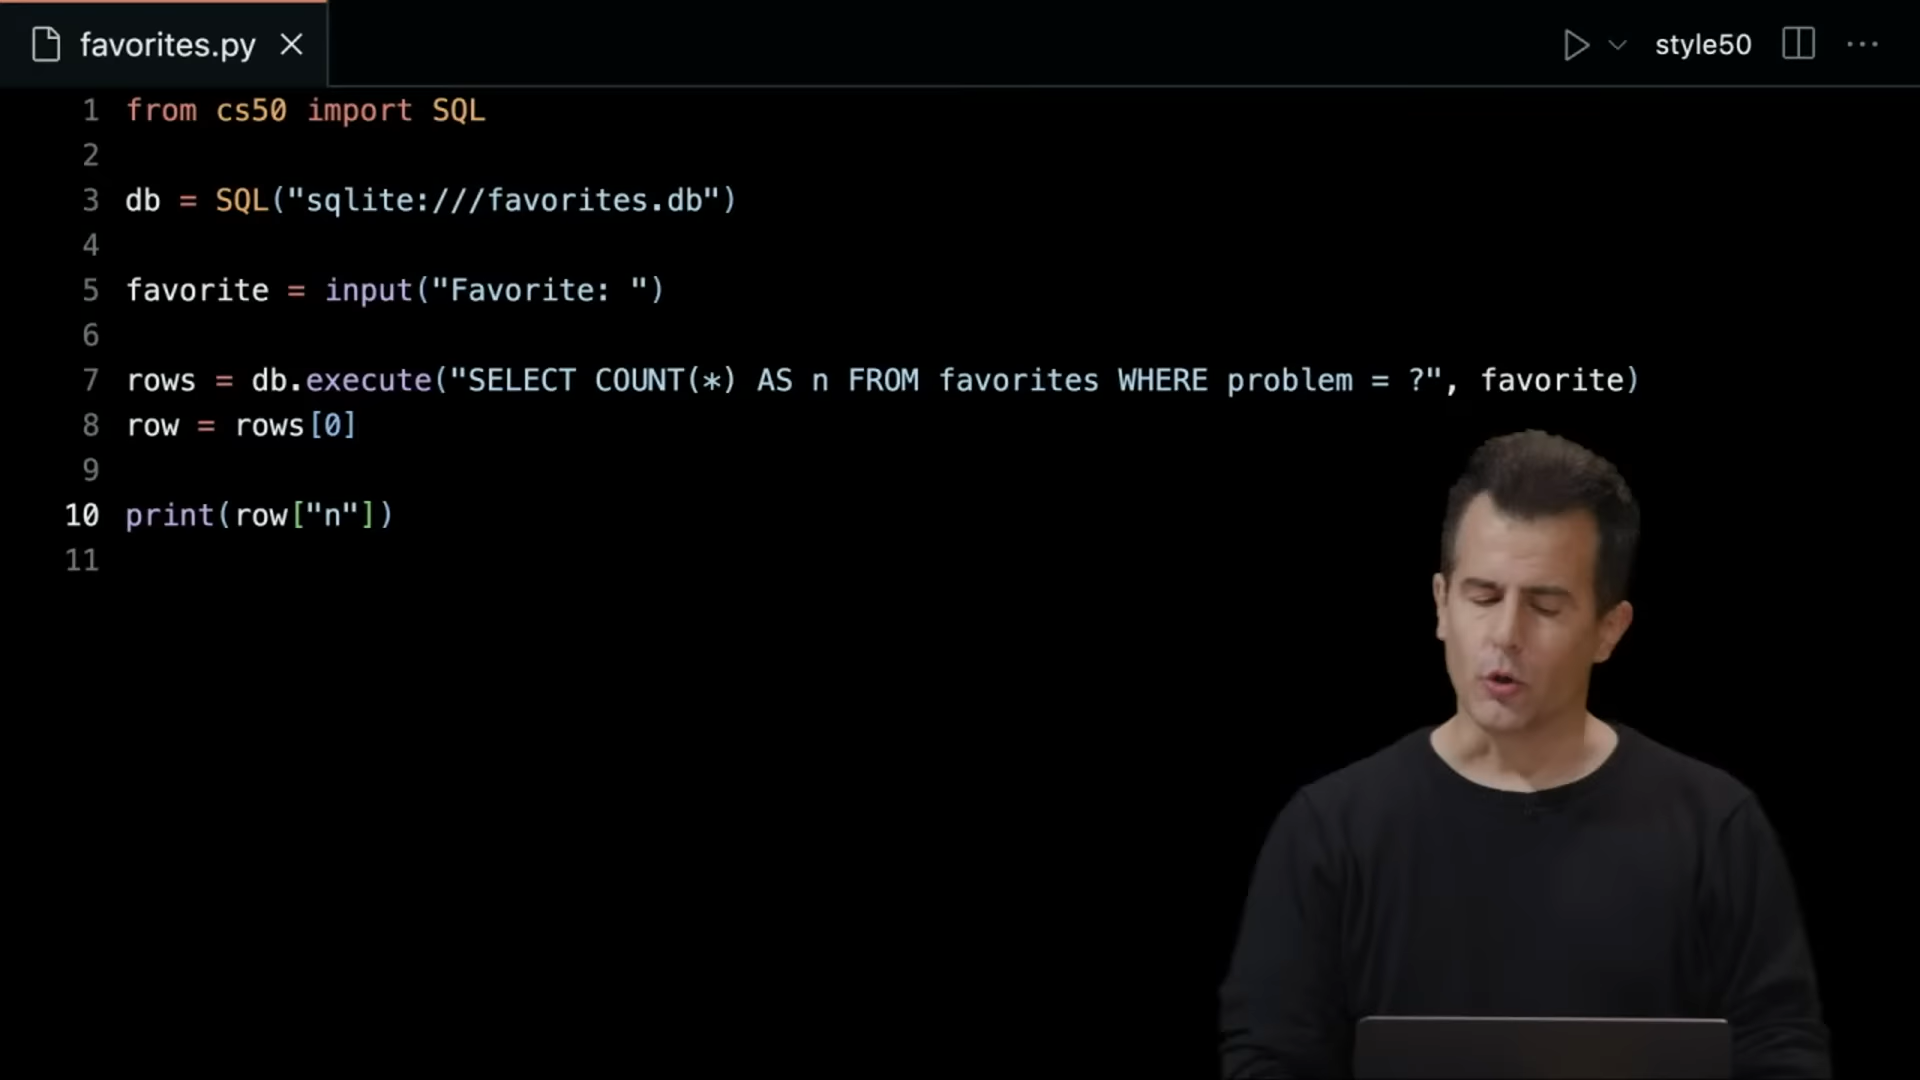 favorites.py
style50
1 from cs50 import SQL
2
3 db = SQL("sqlite:///favorites.db")
4
5 favorite = input("Favorite: ")
6
7 rows = db.execute("SELECT COUNT(*) AS n FROM favorites WHERE problem = ?", favorite)
8 row = rows[0]
9
10 print(row["n"])
11